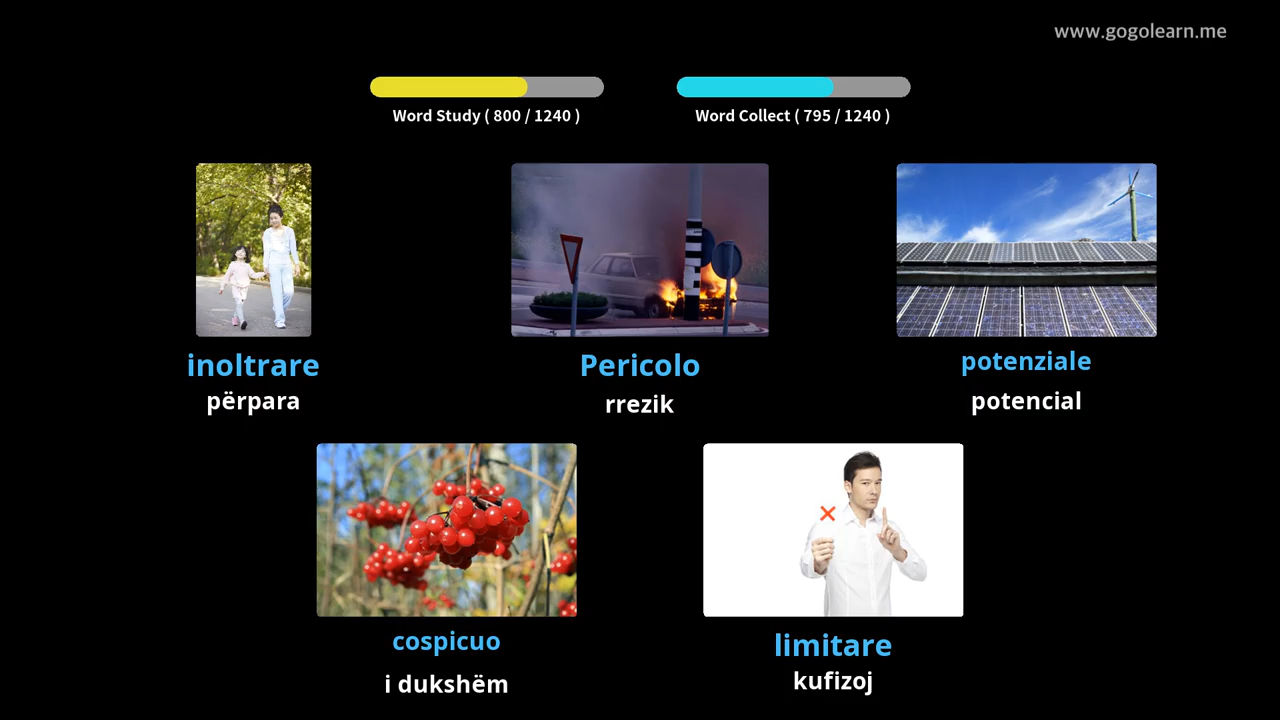 www.gogolearn.me
Word Study ( 800 / 1240 )
Word Collect ( 795 / 1240 )
inoltrare
përpara
Pericolo
rrezik
potenziale
potencial
cospicuo
i dukshëm
limitare
kufizoj